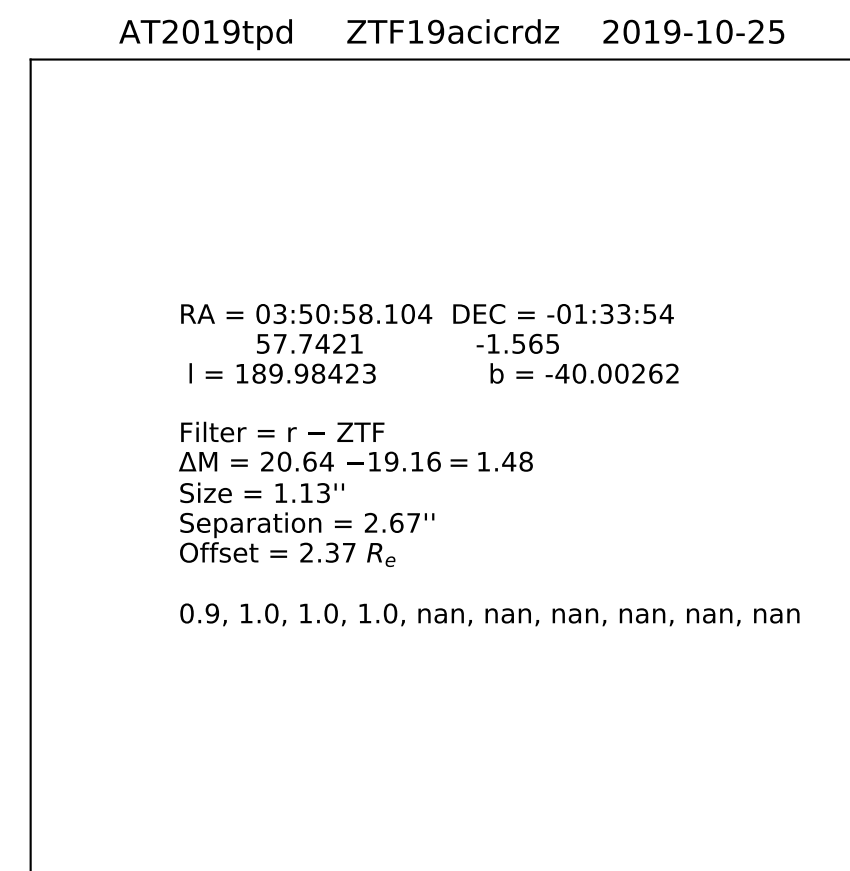 AT2019tpd ZTF19acicrdz 2019-10-25
RA = 03:50:58.104 DEC = -01:33:54
57.7421 -1.565
l = 189.98423 b = -40.00262
Filter = r − ZTF
ΔM = 20.64 −19.16 = 1.48
Size = 1.13''
Separation = 2.67''
Offset = 2.37 Re
0.9, 1.0, 1.0, 1.0, nan, nan, nan, nan, nan, nan